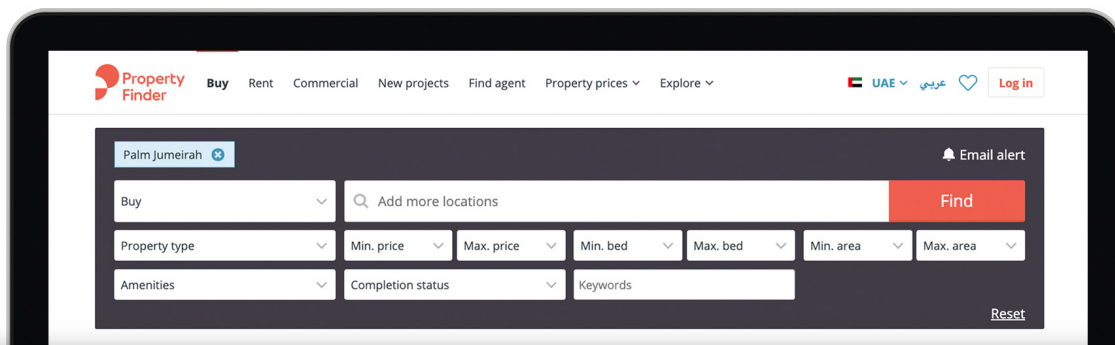 Property Finder
Buy Rent Commercial New projects Find agent Property prices Explore UAE عربي Log in
Palm Jumeirah Email alert
Buy Add more locations Find
Property type Min. price Max. price Min. bed Max. bed Min. area Max. area
Amenities Completion status Keywords
Reset